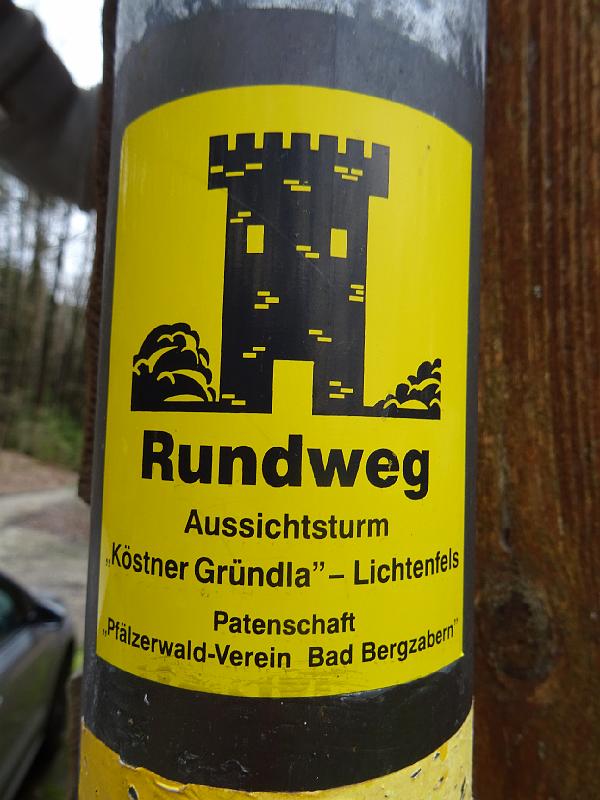 Rundweg
Aussichtsturm
„Köstner Gründla” – Lichtenfels
Patenschaft
„Pfälzerwald-Verein Bad Bergzabern”